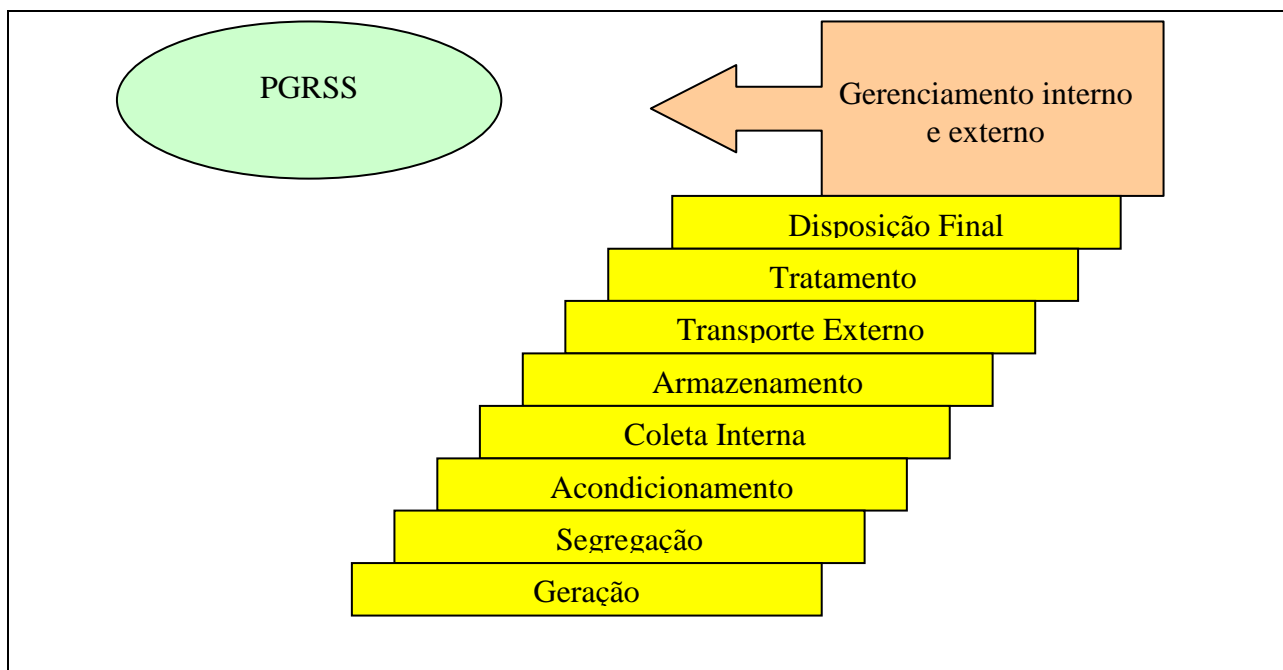 PGRSS
Gerenciamento interno
e externo
Disposição Final
Tratamento
Transporte Externo
Armazenamento
Coleta Interna
Acondicionamento
Segregação
Geração